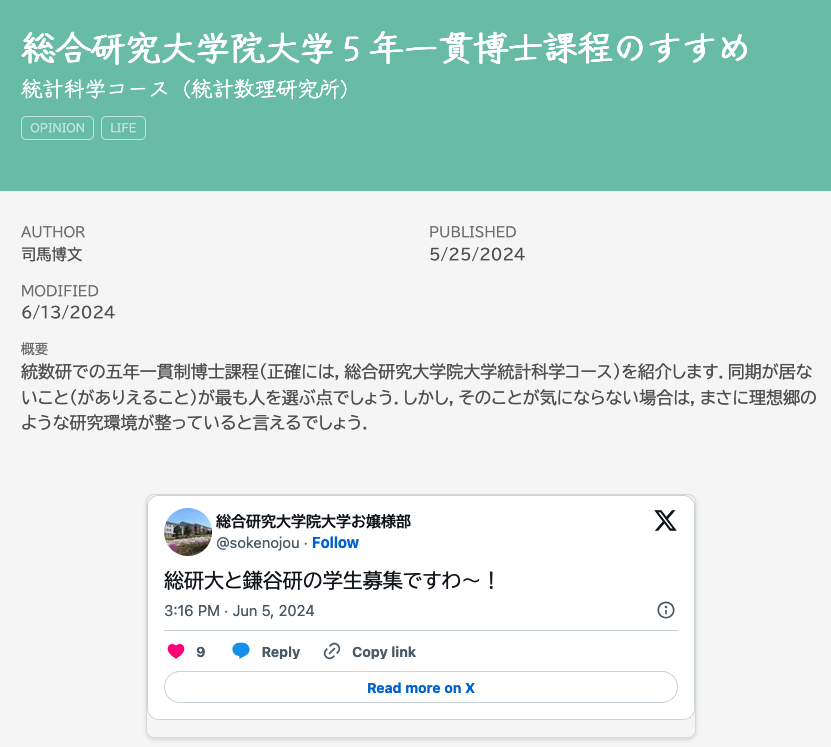 総合研究大学院大学５年一貫博士課程のすすめ
統計科学コース（統計数理研究所）
OPINION LIFE
AUTHOR
司馬博文
PUBLISHED
5/25/2024
MODIFIED
6/13/2024
概要
統数研での五年一貫制博士課程（正確には，総合研究大学院大学統計科学コース）を紹介します．同期が居な
いこと（がありえること）が最も人を選ぶ点でしょう．しかし，そのことが気にならない場合は，まさに理想郷の
ような研究環境が整っていると言えるでしょう．
総合研究大学院大学お嬢様部
@sokenojou · Follow
総研大と鎌谷研の学生募集ですわ〜！
3:16 PM · Jun 5, 2024
9 Reply Copy link
Read more on X